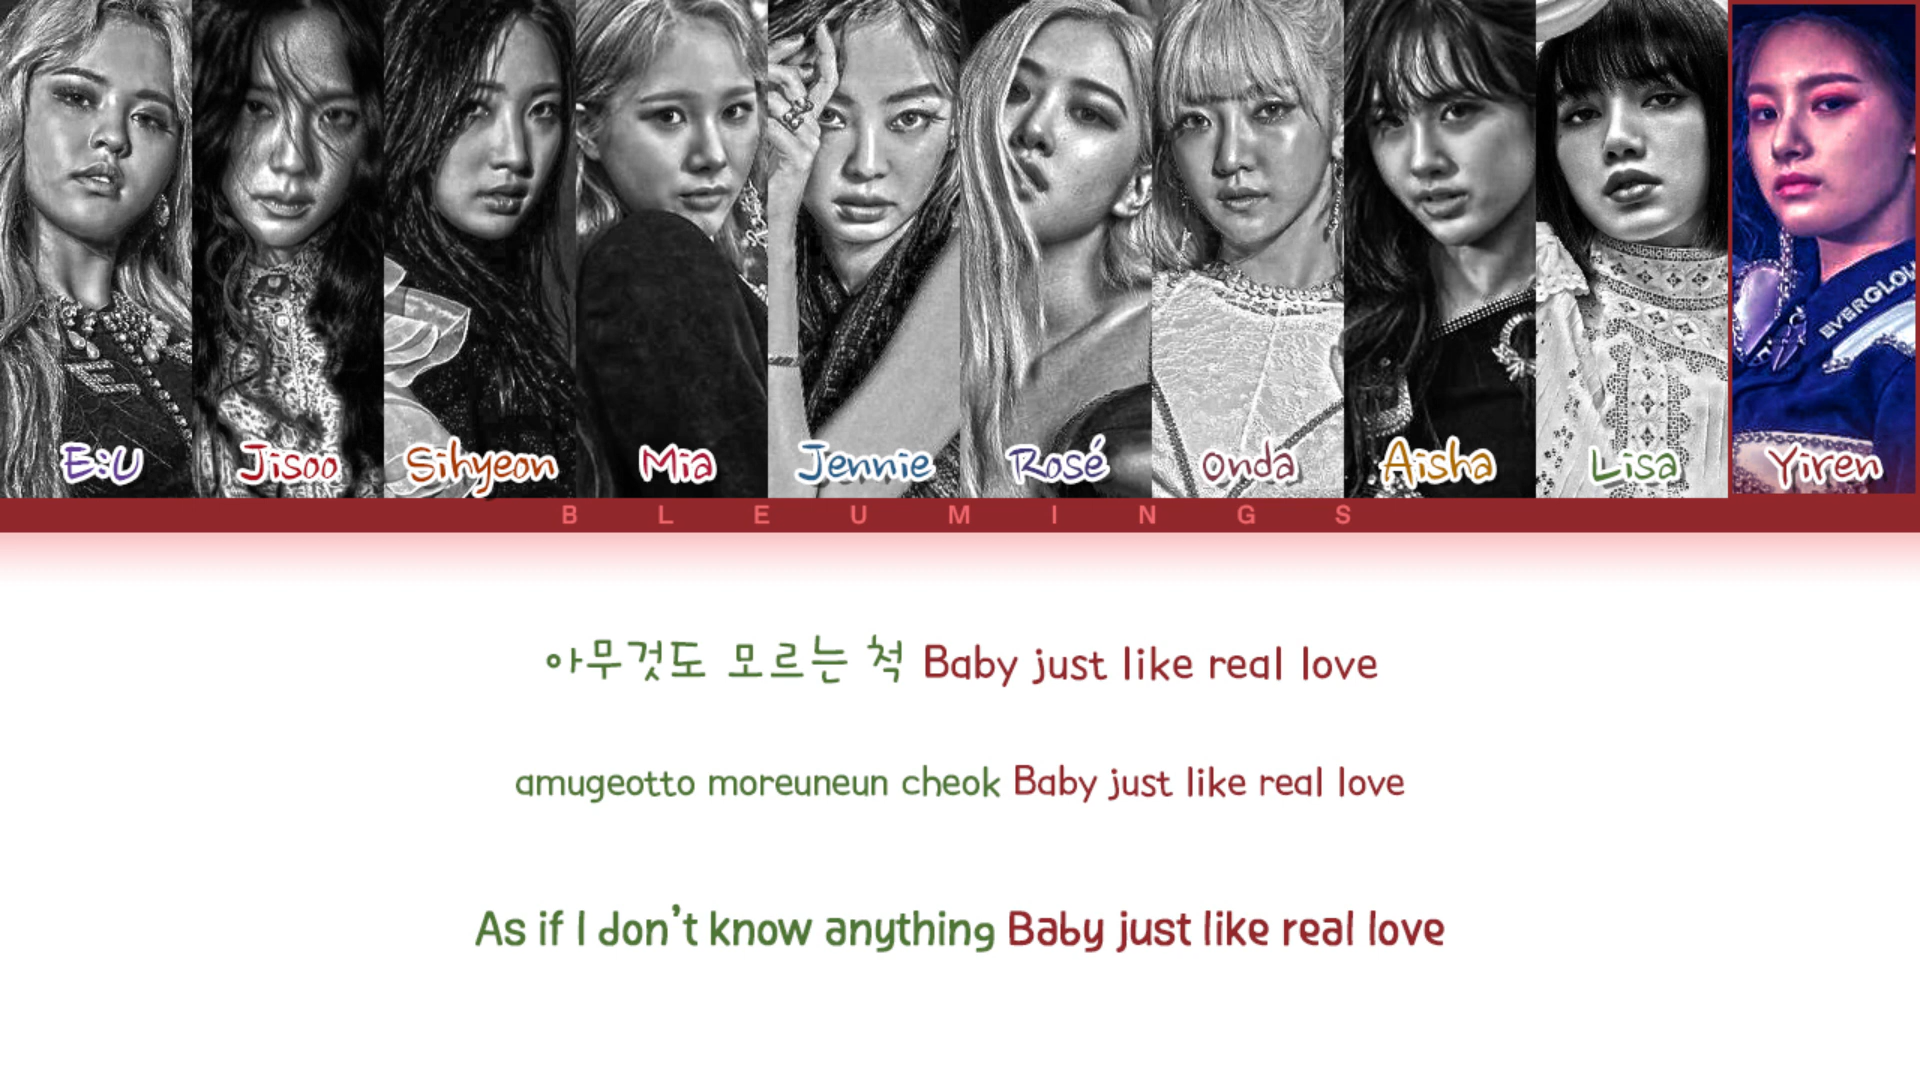 EVERGLOW
E:U Jisoo Sihyeon Mia Jennie Rosé Onda Aisha Lisa Yiren
BLEUMINGS
아무것도 모르는 척 Baby just like real love
amugeotto moreuneun cheok Baby just like real love
As if I don't know anything Baby just like real love